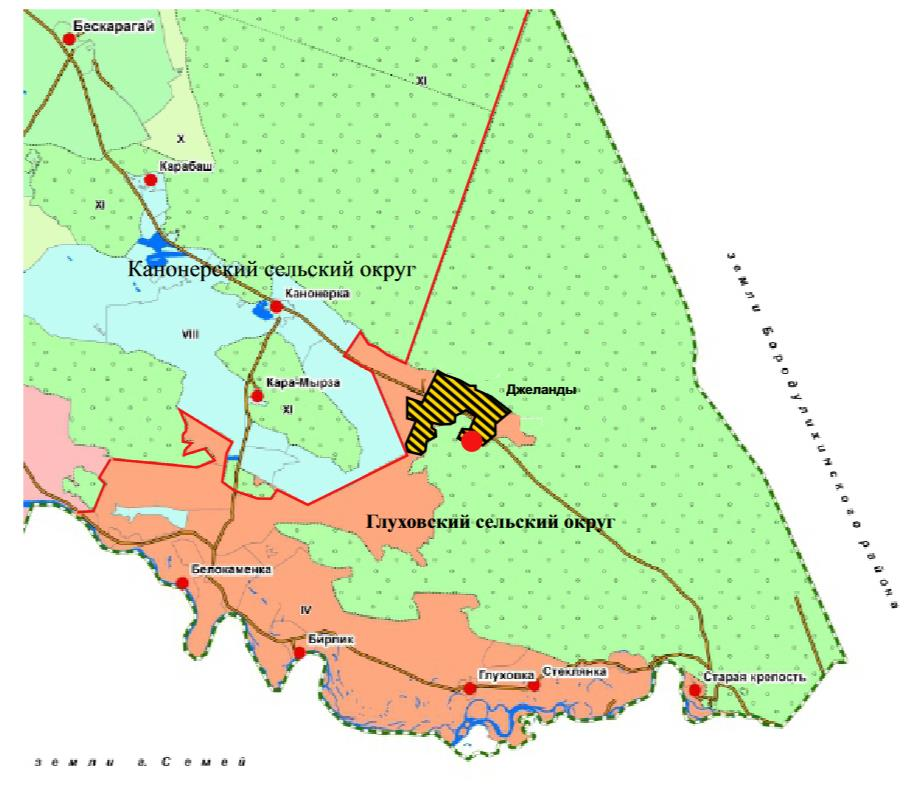 Бескарагай
XI
X
Карабаш
XI
Канонерский сельский округ
Канонерка
VIII
Кара-Мырза
XI
Джеланды
земли Бородулихинского района
Глуховский сельский округ
Белокаменка
IV
Бирлик
Глуховка
Стеклянка
Старая крепость
земли г. Семей